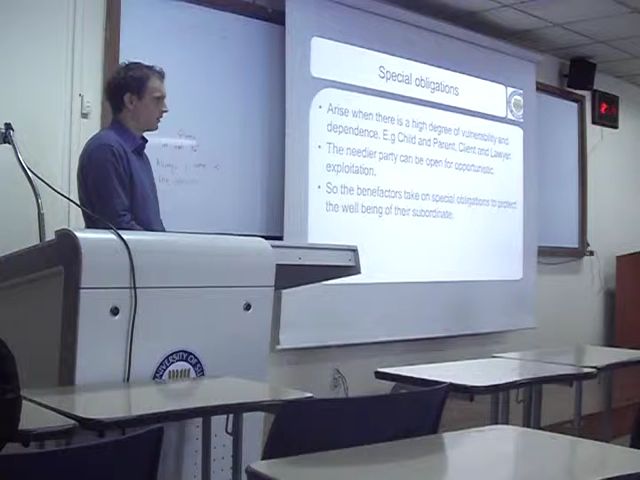 Special obligations
• Arise when there is a high degree of vulnerability and
dependence. E.g Child and Parent, Client and Lawyer.
• The needier party can be open for opportunistic
exploitation.
• So the benefactors take on special obligations to protect
the well being of their subordinate.
UNIVERSITY OF